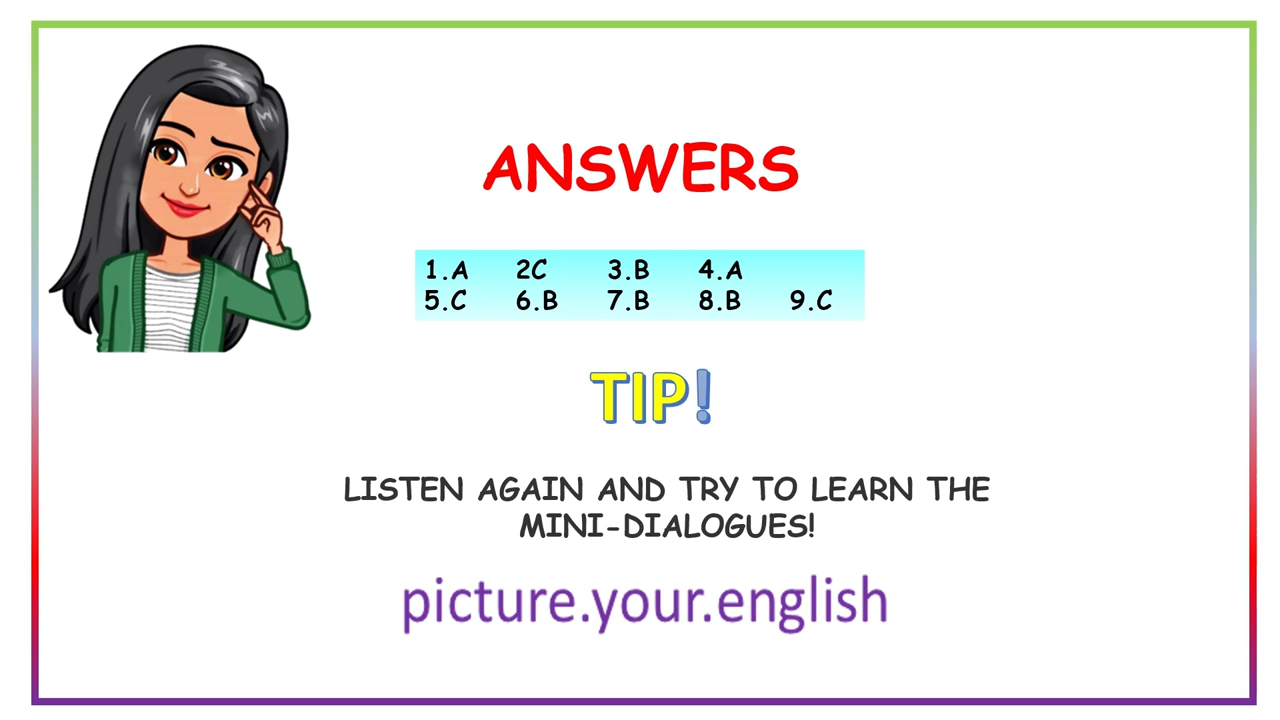 ANSWERS
1.A 2C 3.B 4.A
5.C 6.B 7.B 8.B 9.C
TIP!
LISTEN AGAIN AND TRY TO LEARN THE
MINI-DIALOGUES!
picture.your.english